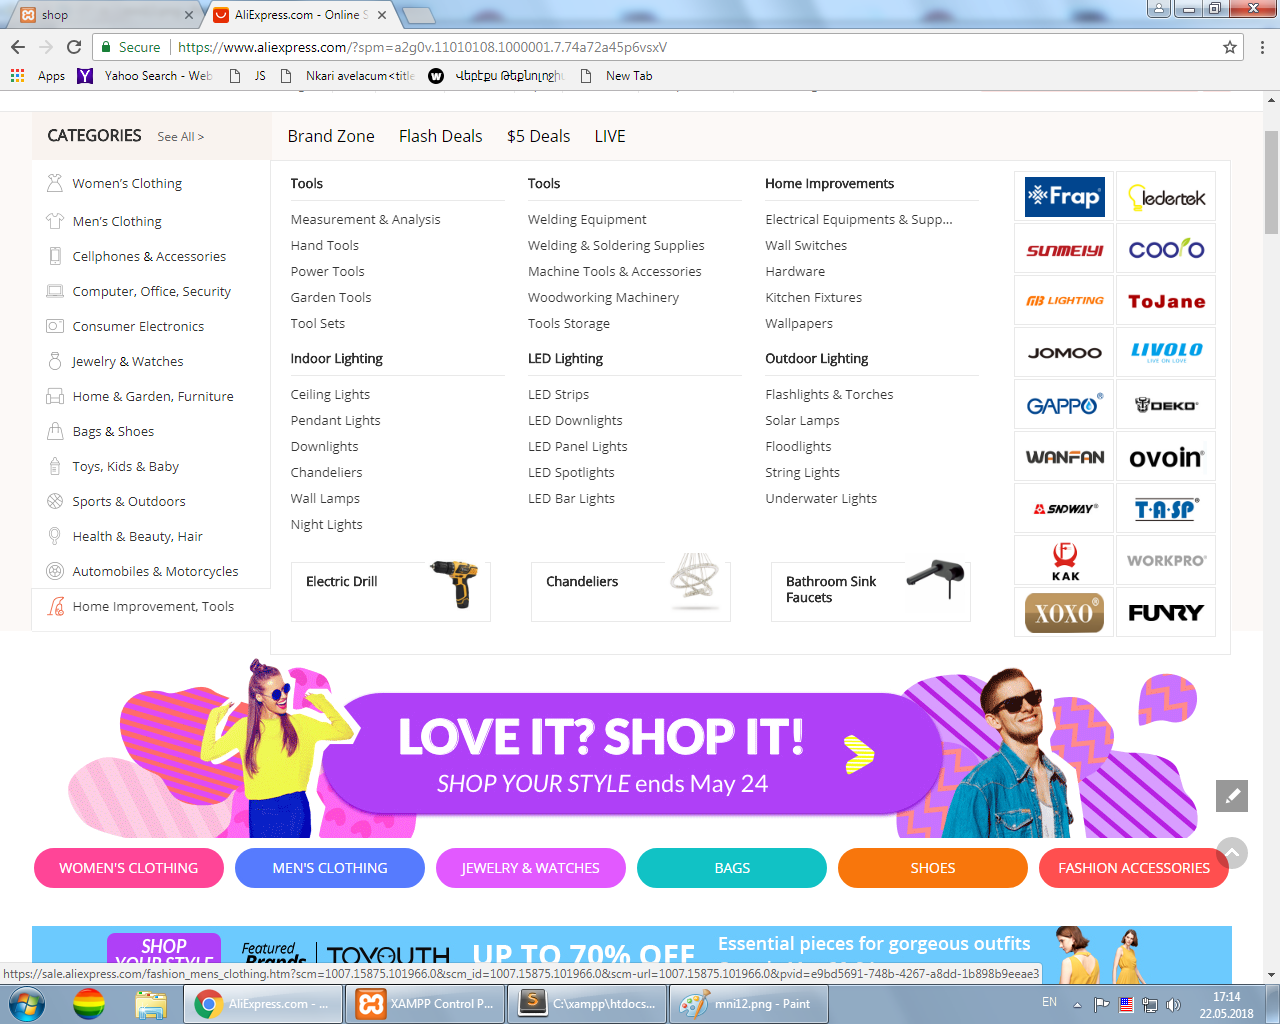 shop
AliExpress.com - Online S
Secure
https://www.aliexpress.com/?spm=a2g0v.11010108.1000001.7.74a72a45p6vsxV
Apps
Yahoo Search - Web
JS
Nkari avelacum<title
Վերէքս Թեքնոլոջի
New Tab
CATEGORIES
See All >
Brand Zone
Flash Deals
$5 Deals
LIVE
Women's Clothing
Men's Clothing
Cellphones & Accessories
Computer, Office, Security
Consumer Electronics
Jewelry & Watches
Home & Garden, Furniture
Bags & Shoes
Toys, Kids & Baby
Sports & Outdoors
Health & Beauty, Hair
Automobiles & Motorcycles
Home Improvement, Tools
Tools
Measurement & Analysis
Hand Tools
Power Tools
Garden Tools
Tool Sets
Tools
Welding Equipment
Welding & Soldering Supplies
Machine Tools & Accessories
Woodworking Machinery
Tools Storage
Home Improvements
Electrical Equipments & Supp...
Wall Switches
Hardware
Kitchen Fixtures
Wallpapers
Indoor Lighting
Ceiling Lights
Pendant Lights
Downlights
Chandeliers
Wall Lamps
Night Lights
LED Lighting
LED Strips
LED Downlights
LED Panel Lights
LED Spotlights
LED Bar Lights
Outdoor Lighting
Flashlights & Torches
Solar Lamps
Floodlights
String Lights
Underwater Lights
Electric Drill
Chandeliers
Bathroom Sink
Faucets
Frap®
ledertek
SUNMEIYI
COOLO
LIGHTING
ToJane
JOMOO
LIVOLO
LIVE ON LOVE
GAPPO®
DEKO®
WANFAN
ovoin
SNDWAY®
T·A·SP®
KAK
WORKPRO®
XOXO®
FUNRY
LOVE IT? SHOP IT!
SHOP YOUR STYLE ends May 24
WOMEN'S CLOTHING
MEN'S CLOTHING
JEWELRY & WATCHES
BAGS
SHOES
FASHION ACCESSORIES
SHOP
YOUR STYLE
Featured
Brands
TOYOUTH
UP TO 70% OFF
Essential pieces for gorgeous outfits
https://sale.aliexpress.com/fashion_mens_clothing.htm?scm=1007.15875.101966.0&scm_id=1007.15875.101966.0&scm-url=1007.15875.101966.0&pvid=e9bd5691-748b-4267-a8dd-1b898b9eeae3
AliExpress.com - ...
XAMPP Control P...
C:\xampp\htdocs...
mni12.png - Paint
EN
17:14
22.05.2018